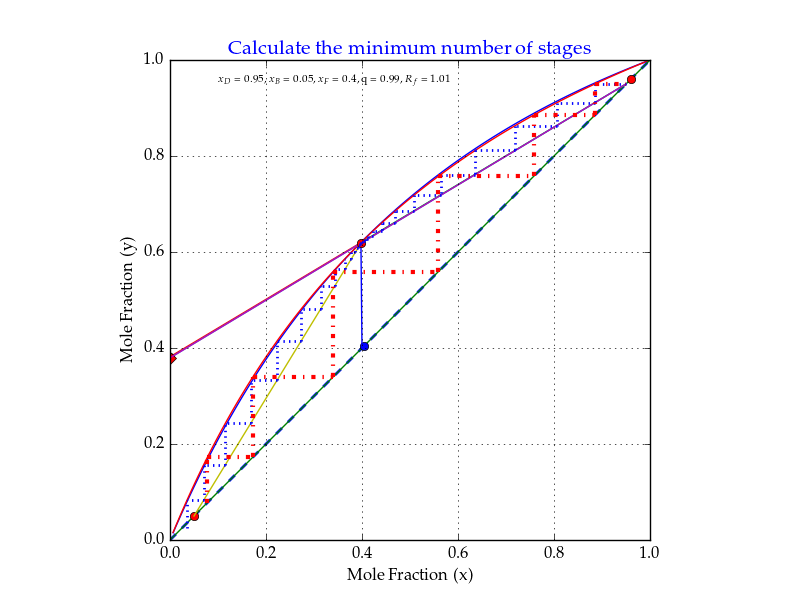 Calculate the minimum number of stages
x_D = 0.95, x_B = 0.05, x_F = 0.4, q = 0.99, R_f = 1.01
1.0
0.8
0.6
0.4
0.2
0.0
Mole Fraction (y)
0.0 0.2 0.4 0.6 0.8 1.0
Mole Fraction (x)